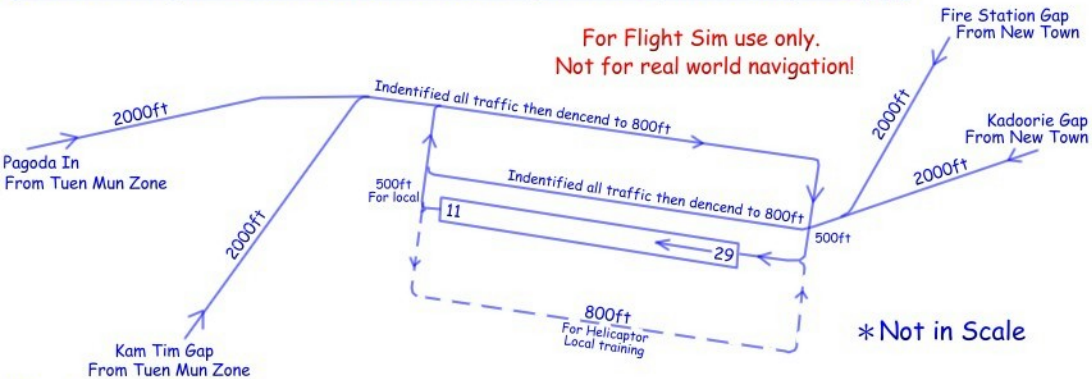 Fire Station Gap
From New Town
For Flight Sim use only.
Not for real world navigation!
Indentified all traffic then dencend to 800ft
2000ft
2000ft
Kadoorie Gap
From New Town
2000ft
Pagoda In
From Tuen Mun Zone
500ft
For local
Indentified all traffic then dencend to 800ft
11
29
500ft
2000ft
800ft
For Helicaptor
Local training
*Not in Scale
Kam Tim Gap
From Tuen Mun Zone